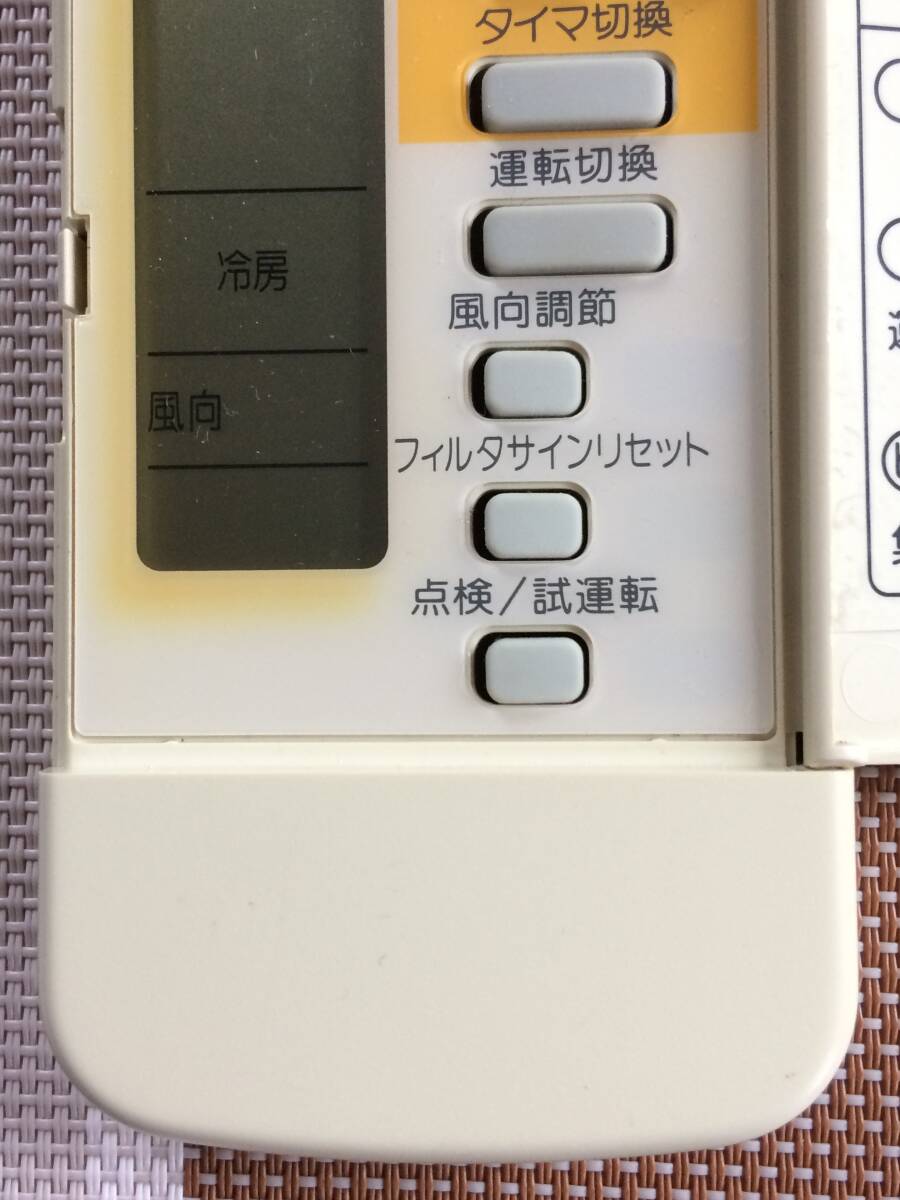 タイマ切換
運転切換
冷房
風向調節
風向
フィルタサインリセット
点検/試運転